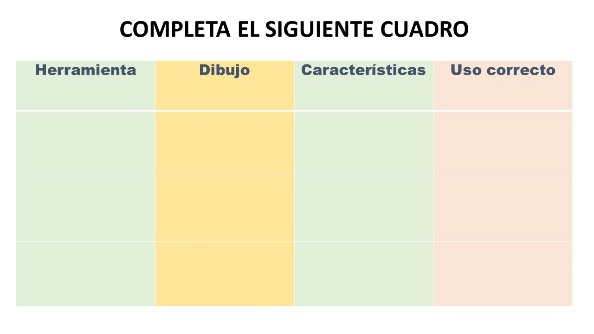 COMPLETA EL SIGUIENTE CUADRO
Herramienta Dibujo Características Uso correcto